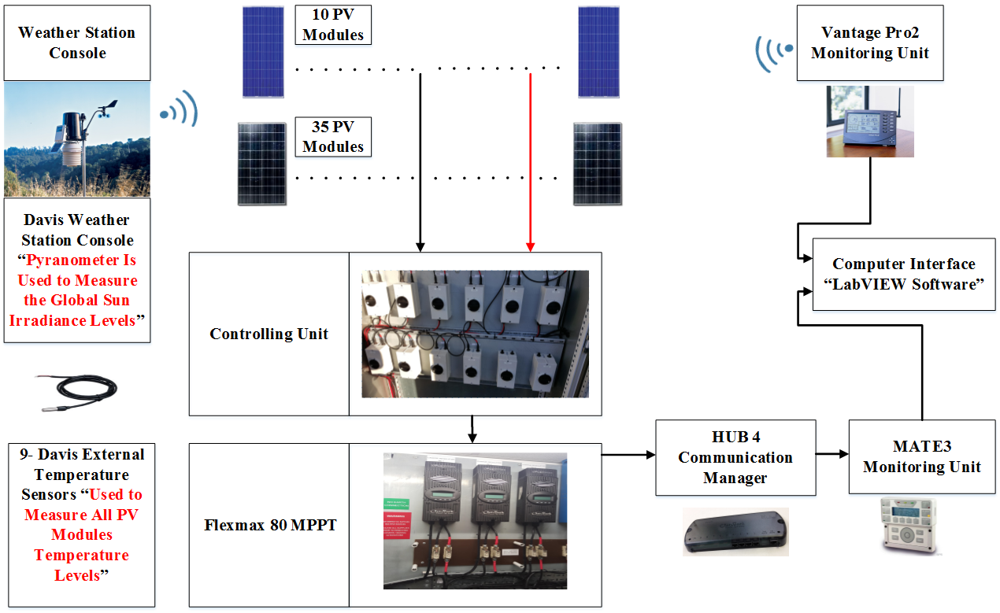 Weather Station
Console
10 PV
Modules
Vantage Pro2
Monitoring Unit
35 PV
Modules
Davis Weather
Station Console
“Pyranometer Is
Used to Measure
the Global Sun
Irradiance Levels”
Computer Interface
“LabVIEW Software”
Controlling Unit
9- Davis External
Temperature
Sensors “Used to
Measure All PV
Modules
Temperature
Levels”
Flexmax 80 MPPT
HUB 4
Communication
Manager
MATE3
Monitoring Unit